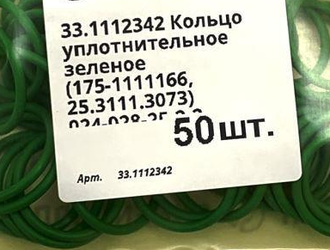 33.1112342 Кольцо
уплотнительное
зеленое
(175-1111166,
25.3111.3073)
50шт.
Арт. 33.1112342